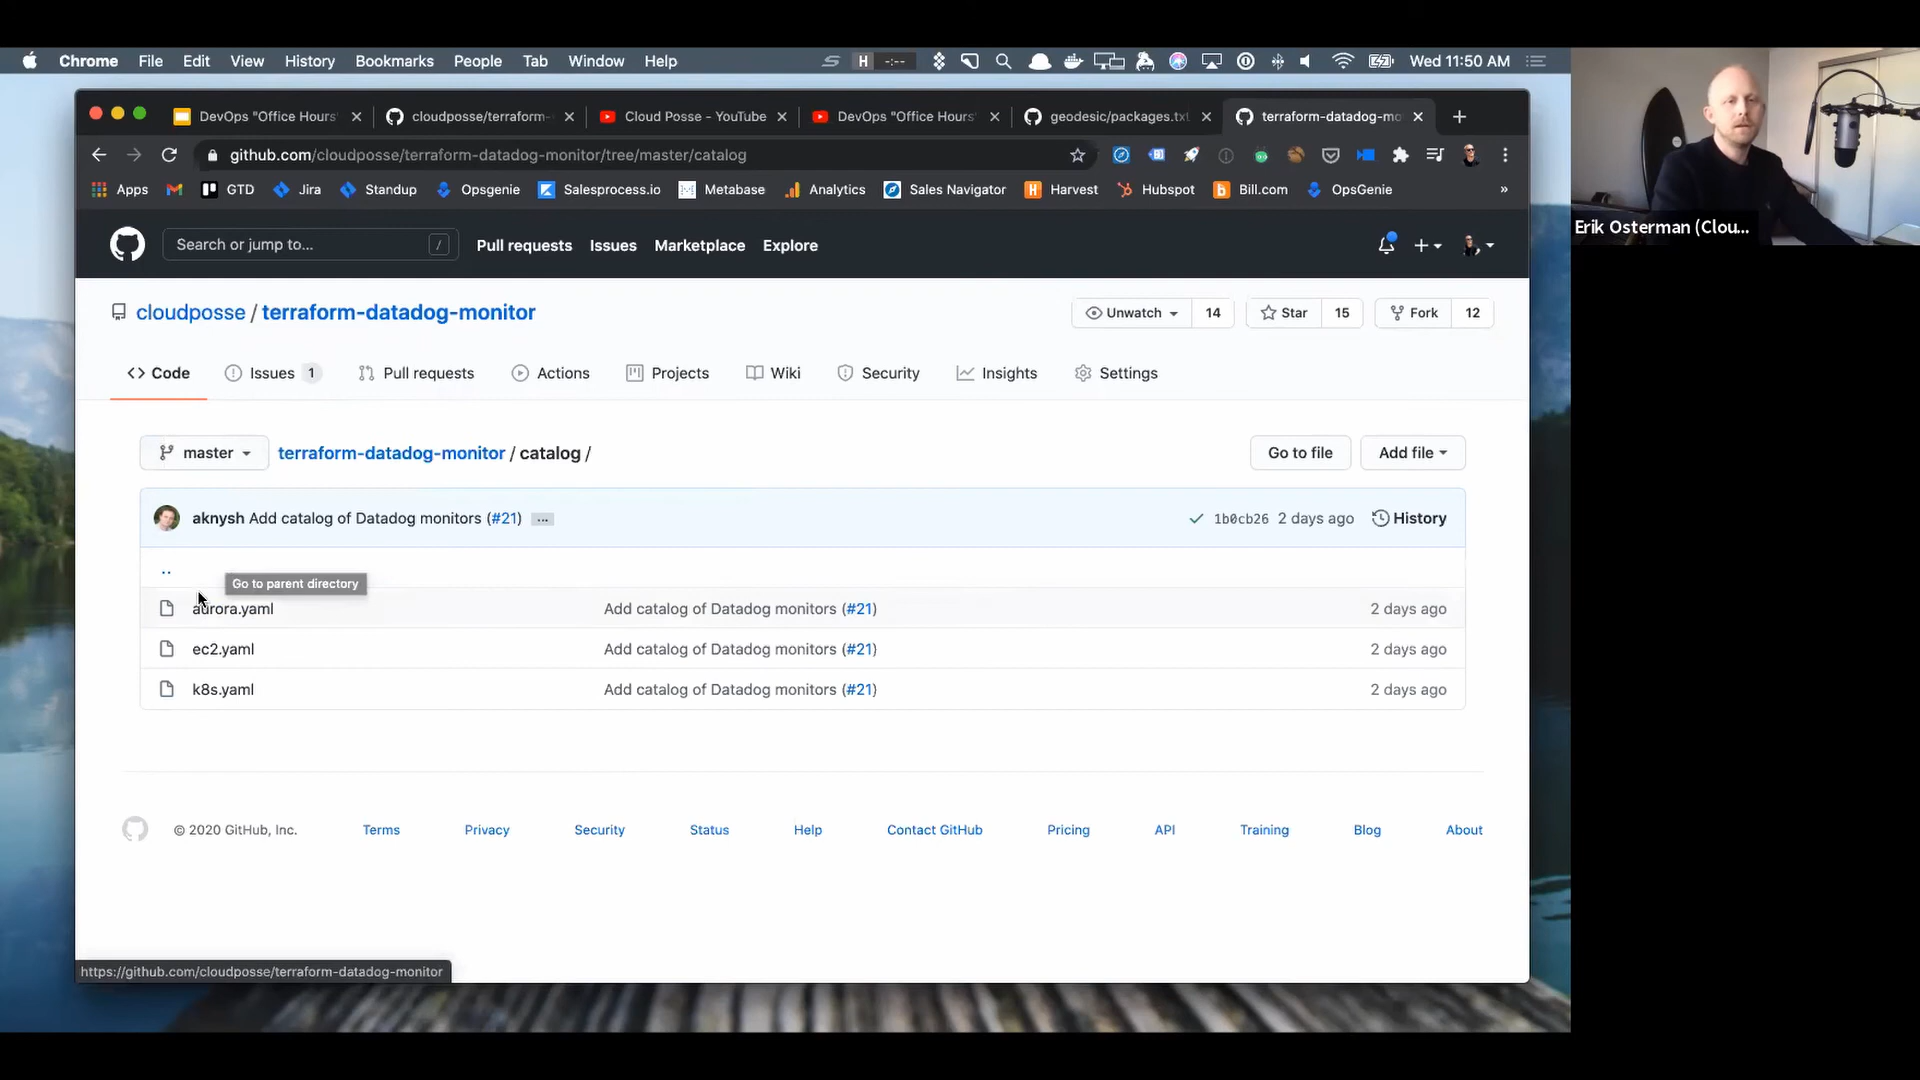 Chrome File Edit View History Bookmarks People Tab Window Help
H -:-- Wed 11:50 AM
DevOps "Office Hours"
cloudposse/terraform-
Cloud Posse - YouTube
DevOps "Office Hours"
geodesic/packages.txt
terraform-datadog-mo
github.com/cloudposse/terraform-datadog-monitor/tree/master/catalog
Apps GTD Jira Standup Opsgenie Salesprocess.io Metabase Analytics Sales Navigator Harvest Hubspot Bill.com OpsGenie »
Erik Osterman (Clou...
Search or jump to... / Pull requests Issues Marketplace Explore
cloudposse / terraform-datadog-monitor
Unwatch 14 Star 15 Fork 12
Code Issues 1 Pull requests Actions Projects Wiki Security Insights Settings
master terraform-datadog-monitor / catalog / Go to file Add file
aknysh Add catalog of Datadog monitors (#21) ... 1b0cb26 2 days ago History
..
Go to parent directory
aurora.yaml Add catalog of Datadog monitors (#21) 2 days ago
ec2.yaml Add catalog of Datadog monitors (#21) 2 days ago
k8s.yaml Add catalog of Datadog monitors (#21) 2 days ago
© 2020 GitHub, Inc. Terms Privacy Security Status Help Contact GitHub Pricing API Training Blog About
https://github.com/cloudposse/terraform-datadog-monitor